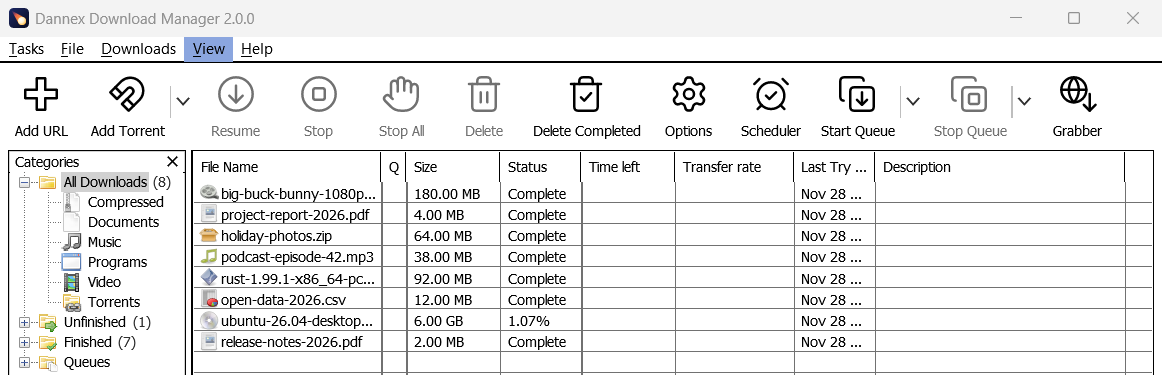 Dannex Download Manager 2.0.0
Tasks File Downloads View Help
Add URL Add Torrent Resume Stop Stop All Delete Delete Completed Options Scheduler Start Queue Stop Queue Grabber
Categories
All Downloads (8)
Compressed
Documents
Music
Programs
Video
Torrents
Unfinished (1)
Finished (7)
Queues
File Name Q Size Status Time left Transfer rate Last Try ... Description
big-buck-bunny-1080p... 180.00 MB Complete Nov 28 ...
project-report-2026.pdf 4.00 MB Complete Nov 28 ...
holiday-photos.zip 64.00 MB Complete Nov 28 ...
podcast-episode-42.mp3 38.00 MB Complete Nov 28 ...
rust-1.99.1-x86_64-pc... 92.00 MB Complete Nov 28 ...
open-data-2026.csv 12.00 MB Complete Nov 28 ...
ubuntu-26.04-desktop... 6.00 GB 1.07% Nov 28 ...
release-notes-2026.pdf 2.00 MB Complete Nov 28 ...